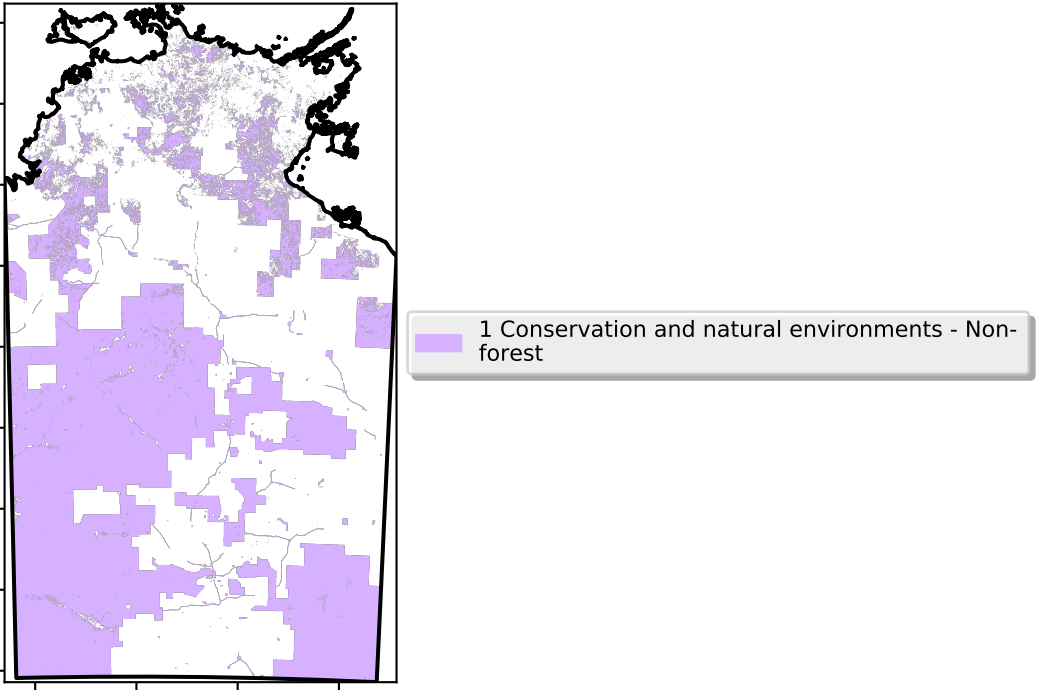 1 Conservation and natural environments - Non-
forest